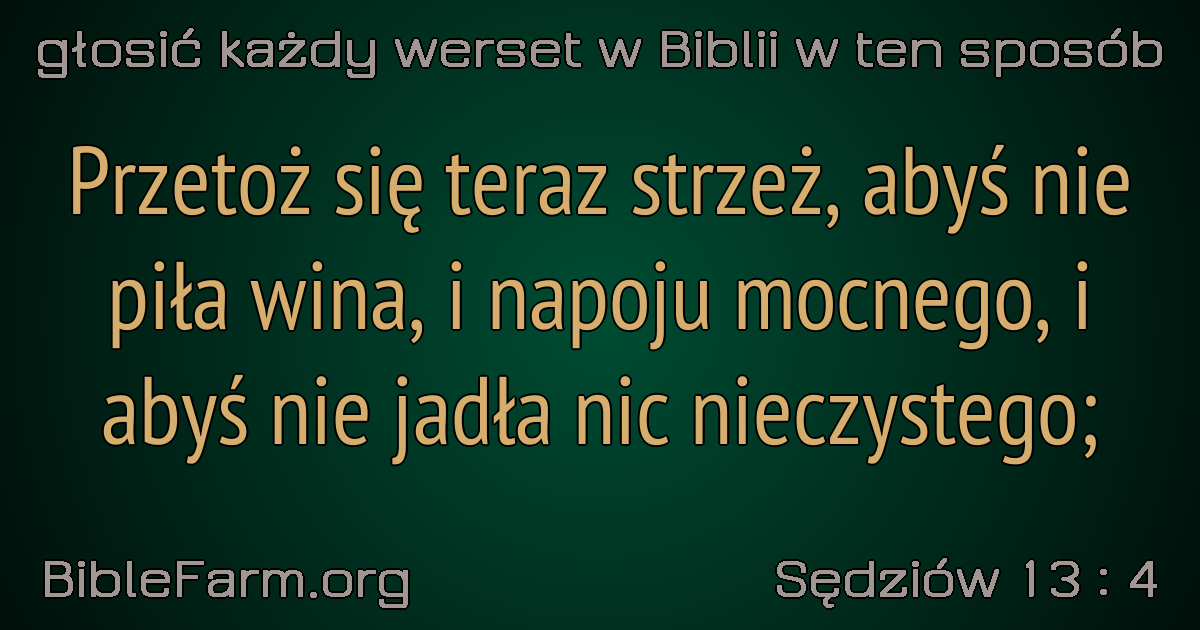 głosić każdy werset w Biblii w ten sposób
Przetoż się teraz strzeż, abyś nie
piła wina, i napoju mocnego, i
abyś nie jadła nic nieczystego;
BibleFarm.org
Sędziów 13 : 4